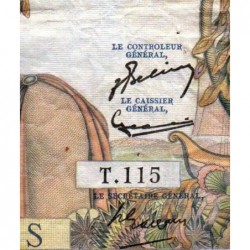 LE CONTROLEUR
GÉNÉRAL,
LE CAISSIER
GÉNÉRAL,
T.115
LE SECRÉTAIRE GÉNÉRAL,
S